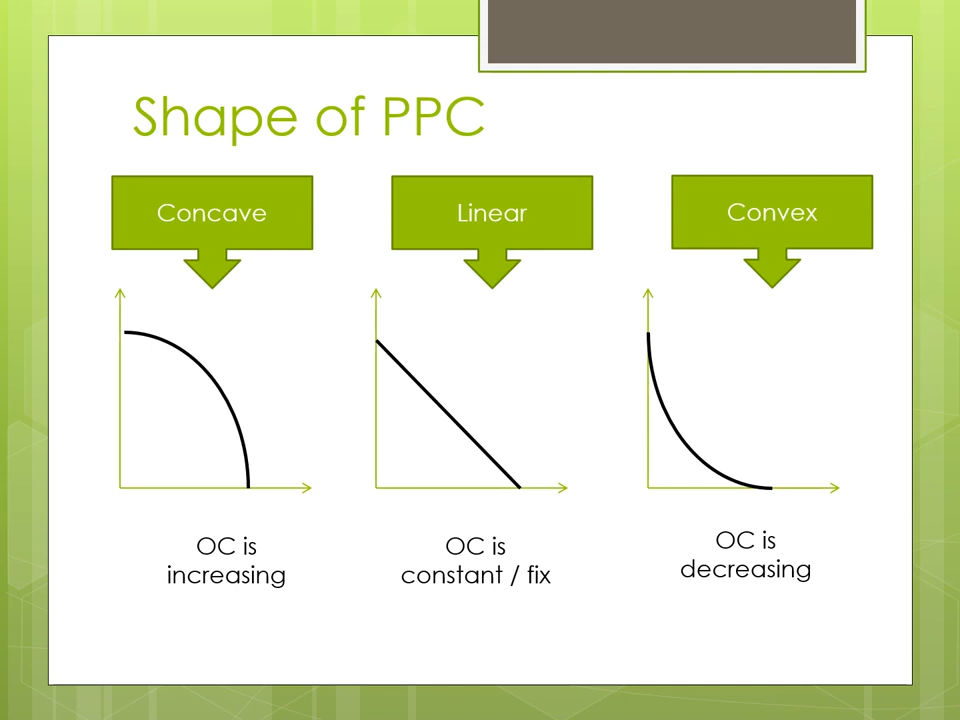 Shape of PPC
Concave
Linear
Convex
OC is
increasing
OC is
constant / fix
OC is
decreasing